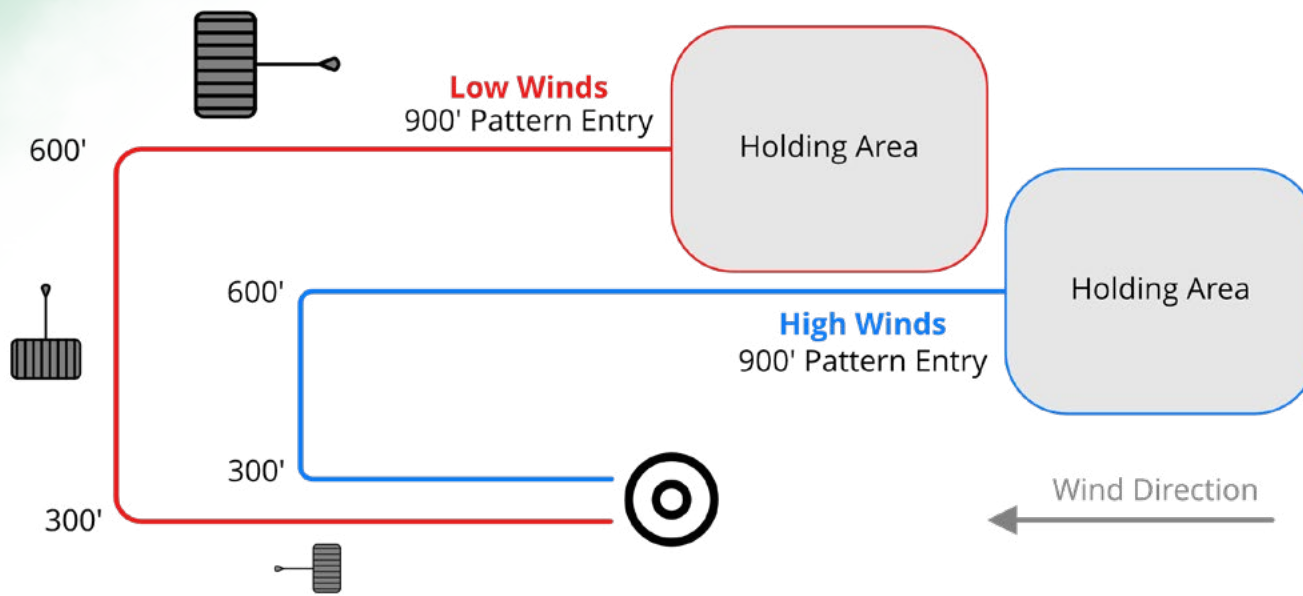 Low Winds
900' Pattern Entry
Holding Area
600'
600'
Holding Area
High Winds
900' Pattern Entry
300'
Wind Direction
300'